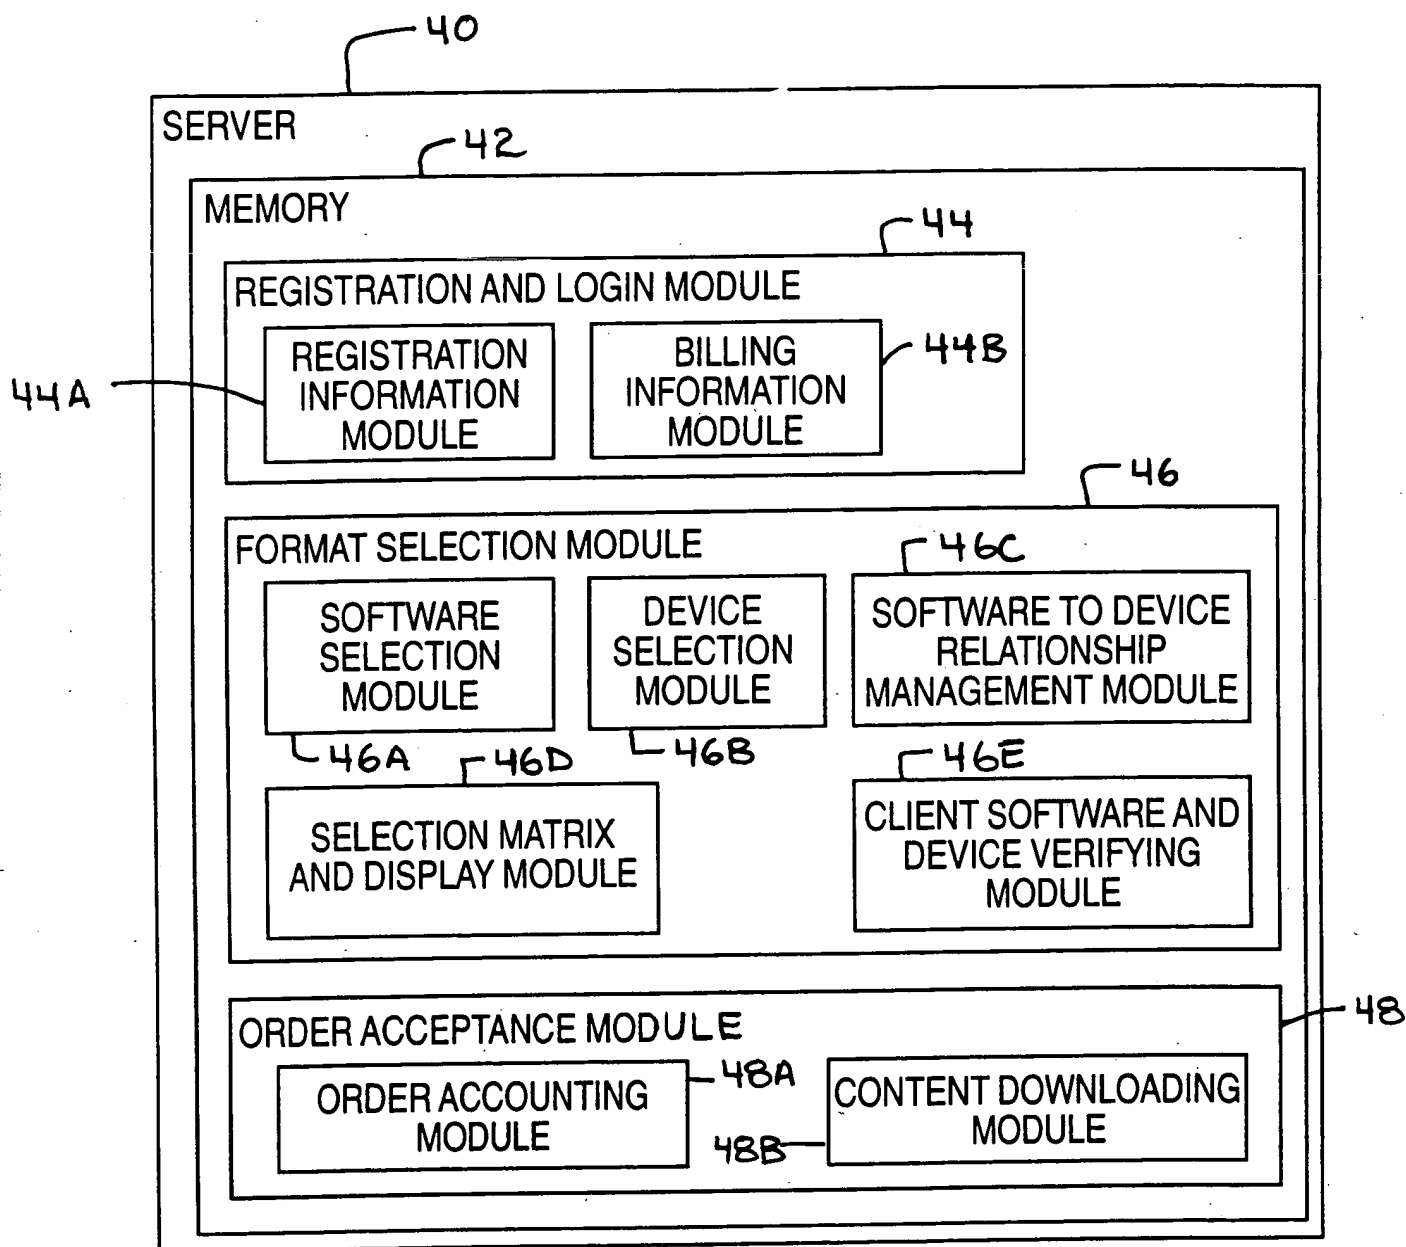 40
SERVER
42
MEMORY
44
REGISTRATION AND LOGIN MODULE
REGISTRATION
INFORMATION
MODULE
44A
BILLING
INFORMATION
MODULE
44B
46
FORMAT SELECTION MODULE
46C
SOFTWARE
SELECTION
MODULE
46A
DEVICE
SELECTION
MODULE
46B
SOFTWARE TO DEVICE
RELATIONSHIP
MANAGEMENT MODULE
46D
SELECTION MATRIX
AND DISPLAY MODULE
46E
CLIENT SOFTWARE AND
DEVICE VERIFYING
MODULE
48
ORDER ACCEPTANCE MODULE
ORDER ACCOUNTING
MODULE
48A
CONTENT DOWNLOADING
MODULE
48B